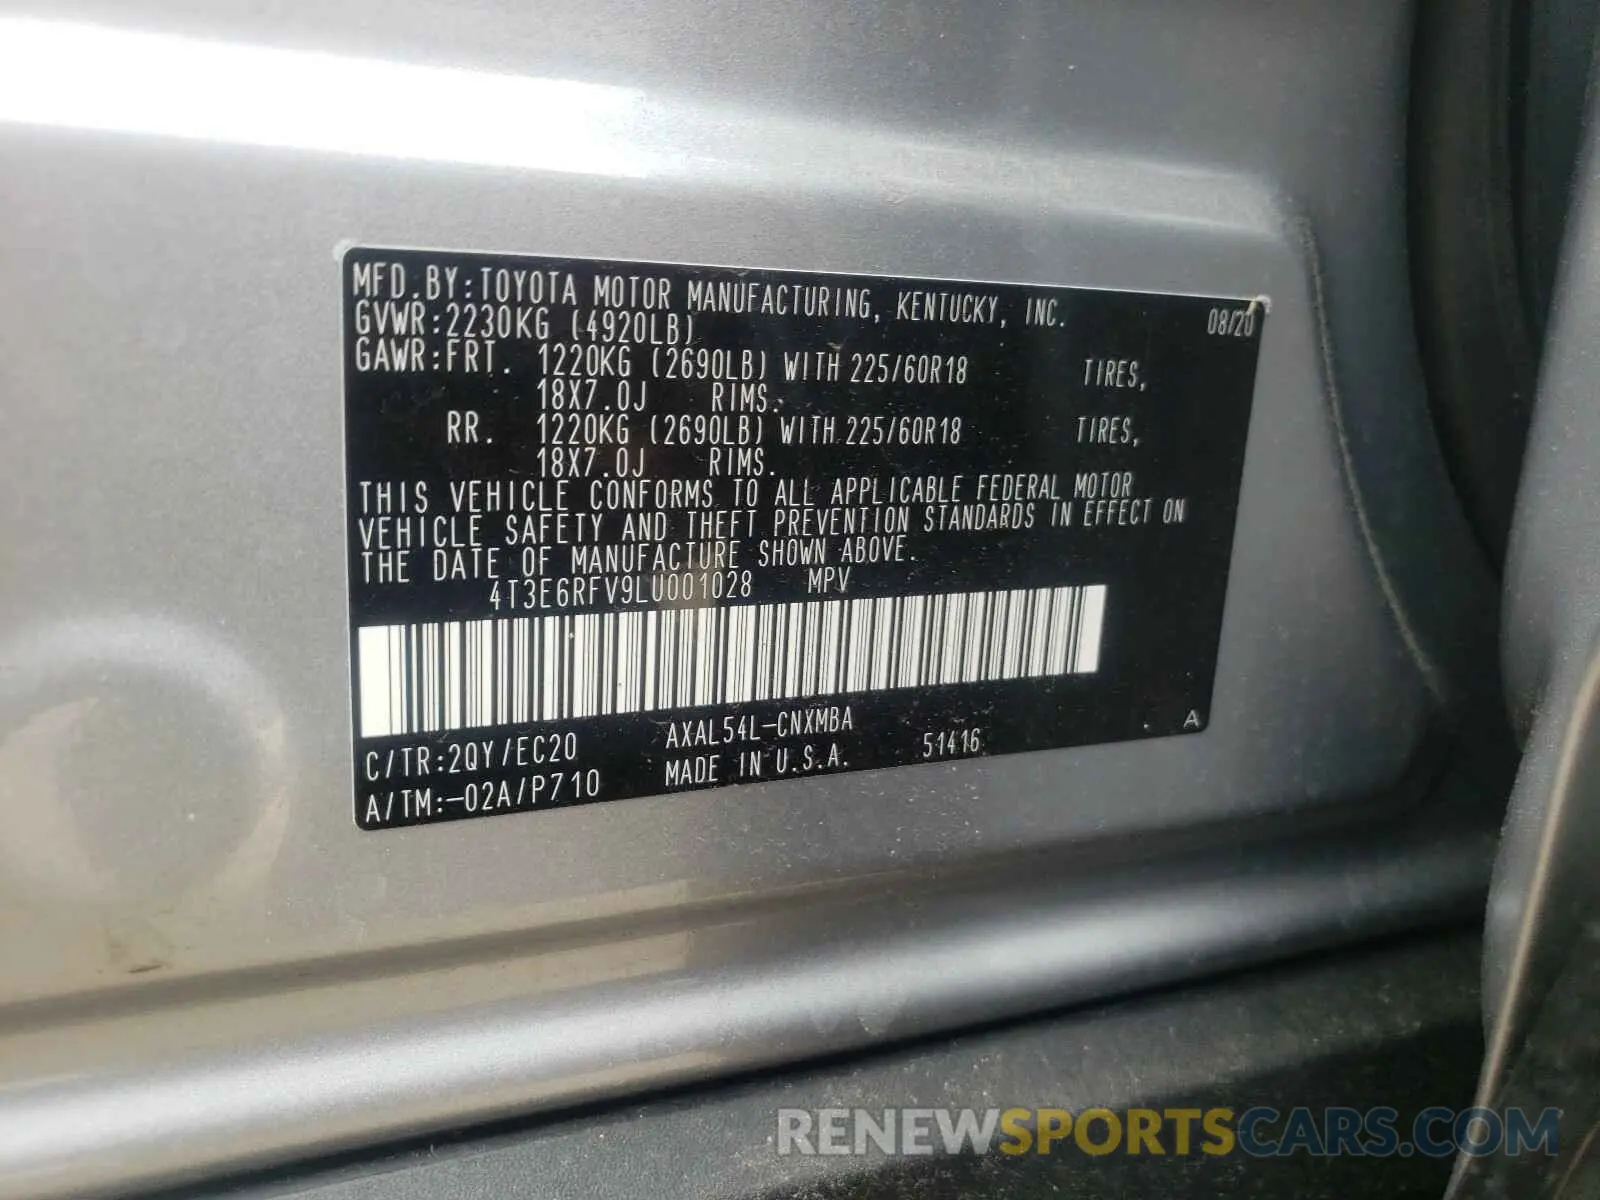 MFD.BY:TOYOTA MOTOR MANUFACTURING, KENTUCKY, INC. 08/20
GVWR:2230KG (4920LB)
GAWR:FRT. 1220KG (2690LB) WITH 225/60R18 TIRES,
18X7.0J RIMS.
RR. 1220KG (2690LB) WITH 225/60R18 TIRES,
18X7.0J RIMS.
THIS VEHICLE CONFORMS TO ALL APPLICABLE FEDERAL MOTOR
VEHICLE SAFETY AND THEFT PREVENTION STANDARDS IN EFFECT ON
THE DATE OF MANUFACTURE SHOWN ABOVE.
4T3E6RFV9LU001028 MPV
C/TR:2QY/EC20 AXAL54L-CNXMBA A
A/TM:-02A/P710 MADE IN U.S.A. 51416
RENEWSPORTSCARS.COM